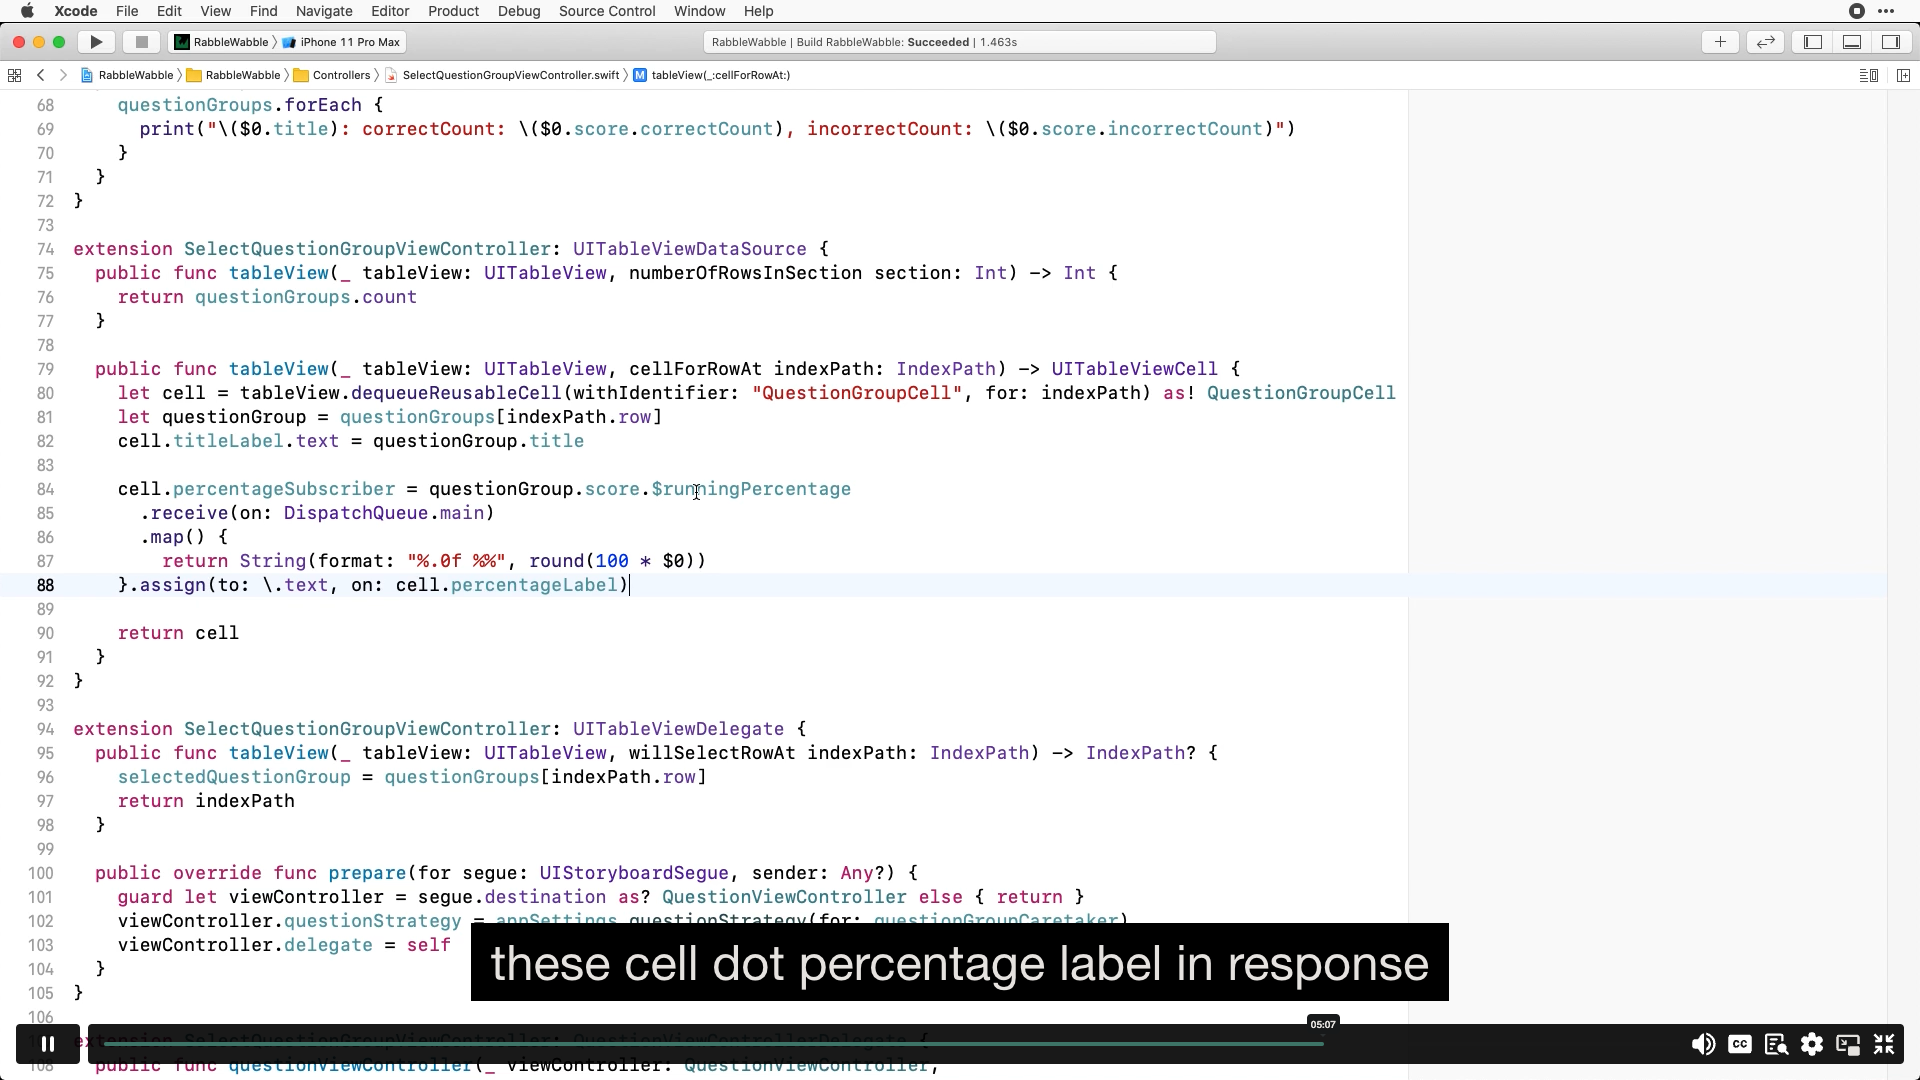 Xcode File Edit View Find Navigate Editor Product Debug Source Control Window Help
RabbleWabble iPhone 11 Pro Max RabbleWabble | Build RabbleWabble: Succeeded | 1.463s
RabbleWabble RabbleWabble Controllers SelectQuestionGroupViewController.swift M tableView(_:cellForRowAt:)
68 questionGroups.forEach {
69 print("\($0.title): correctCount: \($0.score.correctCount), incorrectCount: \($0.score.incorrectCount)")
70 }
71 }
72 }
73
74 extension SelectQuestionGroupViewController: UITableViewDataSource {
75 public func tableView(_ tableView: UITableView, numberOfRowsInSection section: Int) -> Int {
76 return questionGroups.count
77 }
78
79 public func tableView(_ tableView: UITableView, cellForRowAt indexPath: IndexPath) -> UITableViewCell {
80 let cell = tableView.dequeueReusableCell(withIdentifier: "QuestionGroupCell", for: indexPath) as! QuestionGroupCell
81 let questionGroup = questionGroups[indexPath.row]
82 cell.titleLabel.text = questionGroup.title
83
84 cell.percentageSubscriber = questionGroup.score.$runningPercentage
85 .receive(on: DispatchQueue.main)
86 .map() {
87 return String(format: "%.0f %%", round(100 * $0))
88 }.assign(to: \.text, on: cell.percentageLabel)
89
90 return cell
91 }
92 }
93
94 extension SelectQuestionGroupViewController: UITableViewDelegate {
95 public func tableView(_ tableView: UITableView, willSelectRowAt indexPath: IndexPath) -> IndexPath? {
96 selectedQuestionGroup = questionGroups[indexPath.row]
97 return indexPath
98 }
99
100 public override func prepare(for segue: UIStoryboardSegue, sender: Any?) {
101 guard let viewController = segue.destination as? QuestionViewController else { return }
102 viewController.questionStrategy = appSettings.questionStrategy(for: questionGroupCaretaker)
103 viewController.delegate = self
these cell dot percentage label in response
104 }
105 }
106
05:07
extension SelectQuestionGroupViewController: QuestionViewControllerDelegate {
CC
108 public func questionViewController(_ viewController: QuestionViewController,